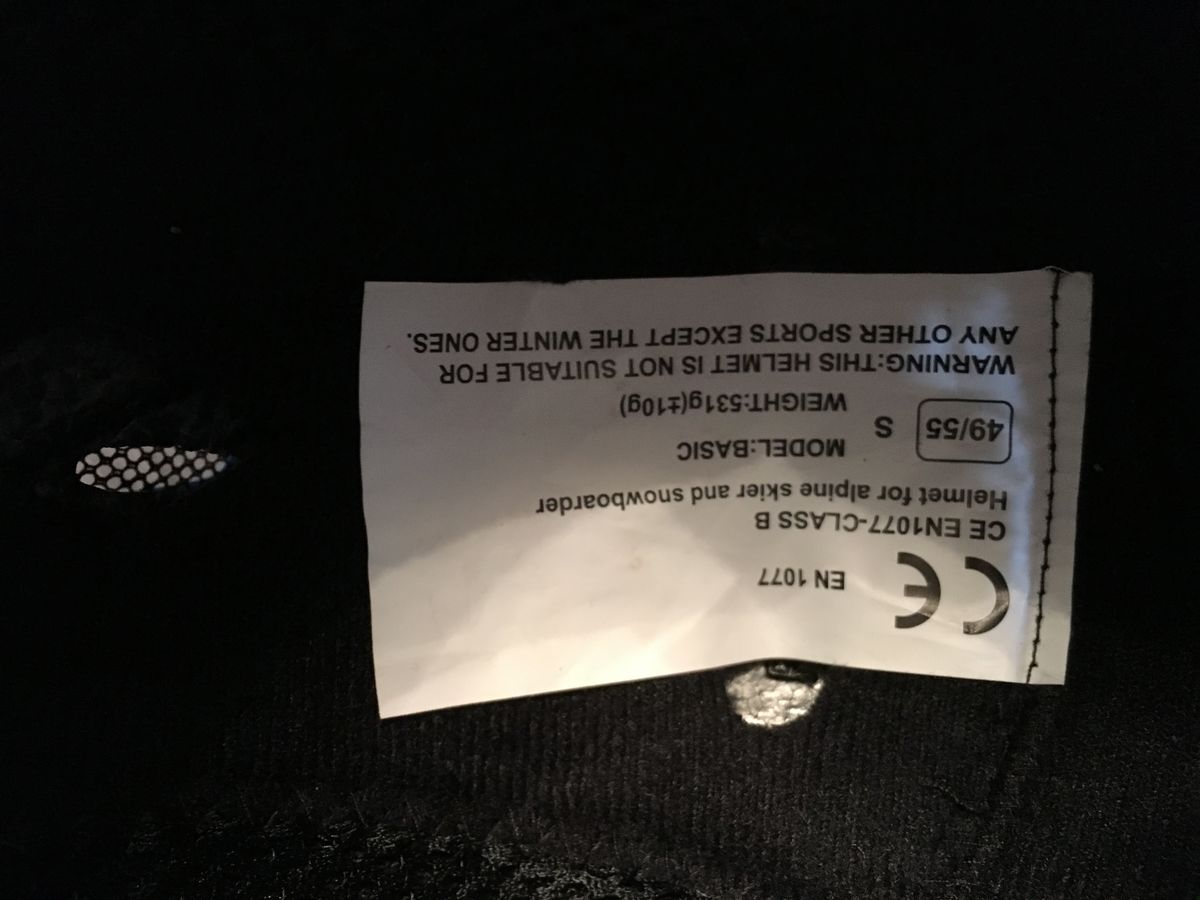 CE EN 1077
CE EN1077-CLASS B
Helmet for alpine skier and snowboarder
49/55 S MODEL:BASIC
WEIGHT:531g(±10g)
WARNING:THIS HELMET IS NOT SUITABLE FOR
ANY OTHER SPORTS EXCEPT THE WINTER ONES.